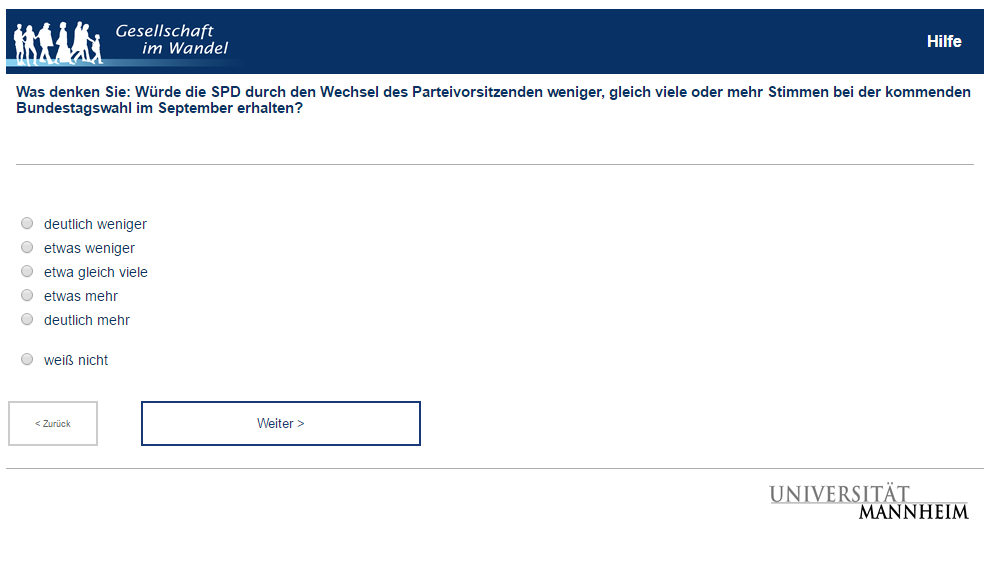 Gesellschaft
im Wandel
Hilfe
Was denken Sie: Würde die SPD durch den Wechsel des Parteivorsitzenden weniger, gleich viele oder mehr Stimmen bei der kommenden
Bundestagswahl im September erhalten?
deutlich weniger
etwas weniger
etwa gleich viele
etwas mehr
deutlich mehr
weiß nicht
< Zurück
Weiter >
UNIVERSITÄT
MANNHEIM